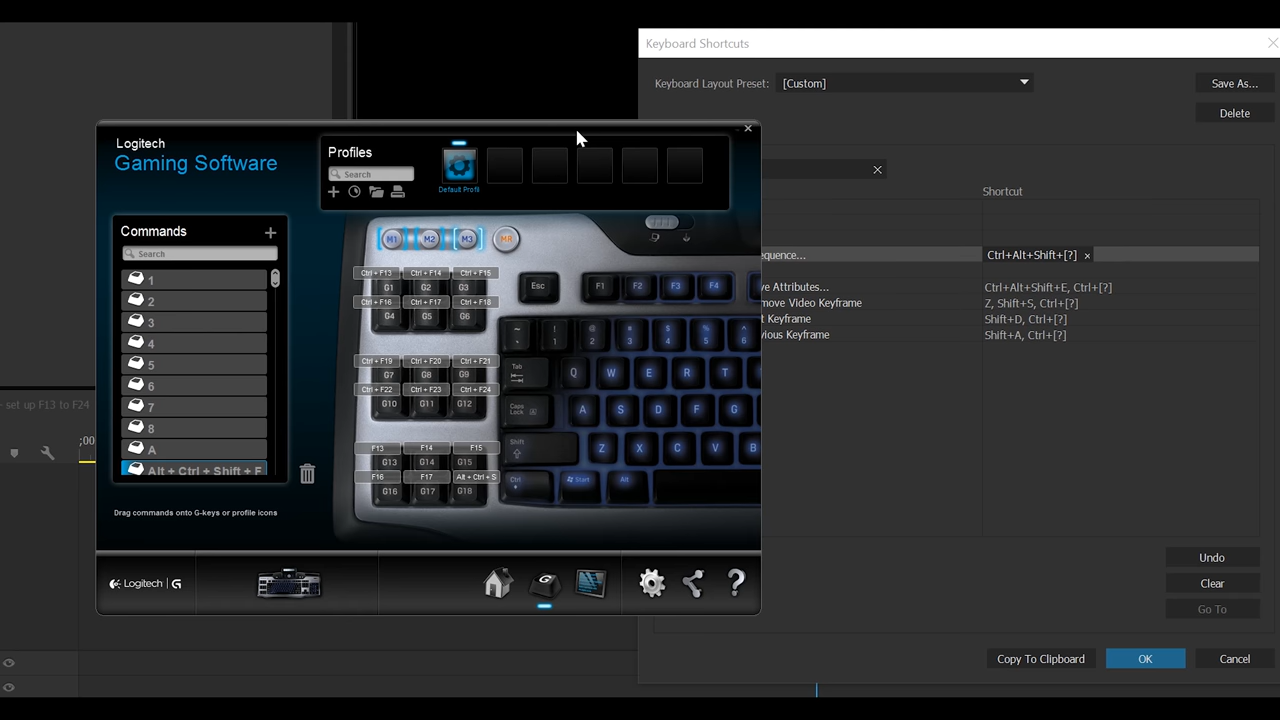 Keyboard Shortcuts
Keyboard Layout Preset: [Custom]
Save As...
Delete
Shortcut
equence... Ctrl+Alt+Shift+[?] ×
ve Attributes... Ctrl+Alt+Shift+E, Ctrl+[?]
move Video Keyframe Z, Shift+S, Ctrl+[?]
t Keyframe Shift+D, Ctrl+[?]
vious Keyframe Shift+A, Ctrl+[?]
Undo
Clear
Go To
Copy To Clipboard OK Cancel
Logitech
Gaming Software
Profiles
Search
Default Profil
Commands
Search
1
2
3
4
5
6
7
8
A
Alt + Ctrl + Shift + F
Drag commands onto G-keys or profile icons
M1 M2 M3 MR
Ctrl + F13 Ctrl + F14 Ctrl + F15
G1 G2 G3
Ctrl + F16 Ctrl + F17 Ctrl + F18
G4 G5 G6
Ctrl + F19 Ctrl + F20 Ctrl + F21
G7 G8 G9
Ctrl + F22 Ctrl + F23 Ctrl + F24
G10 G11 G12
F13 F14 F15
G13 G14 G15
F16 F17 Alt + Ctrl + S
G16 G17 G18
Esc F1 F2 F3 F4
~ ! @ # $ % ^
` 1 2 3 4 5 6
Tab Q W E R T
Caps Lock A A S D F G
Shift Z X C V B
Ctrl Start Alt
Logitech G
G
?
- set up F13 to F24
;00